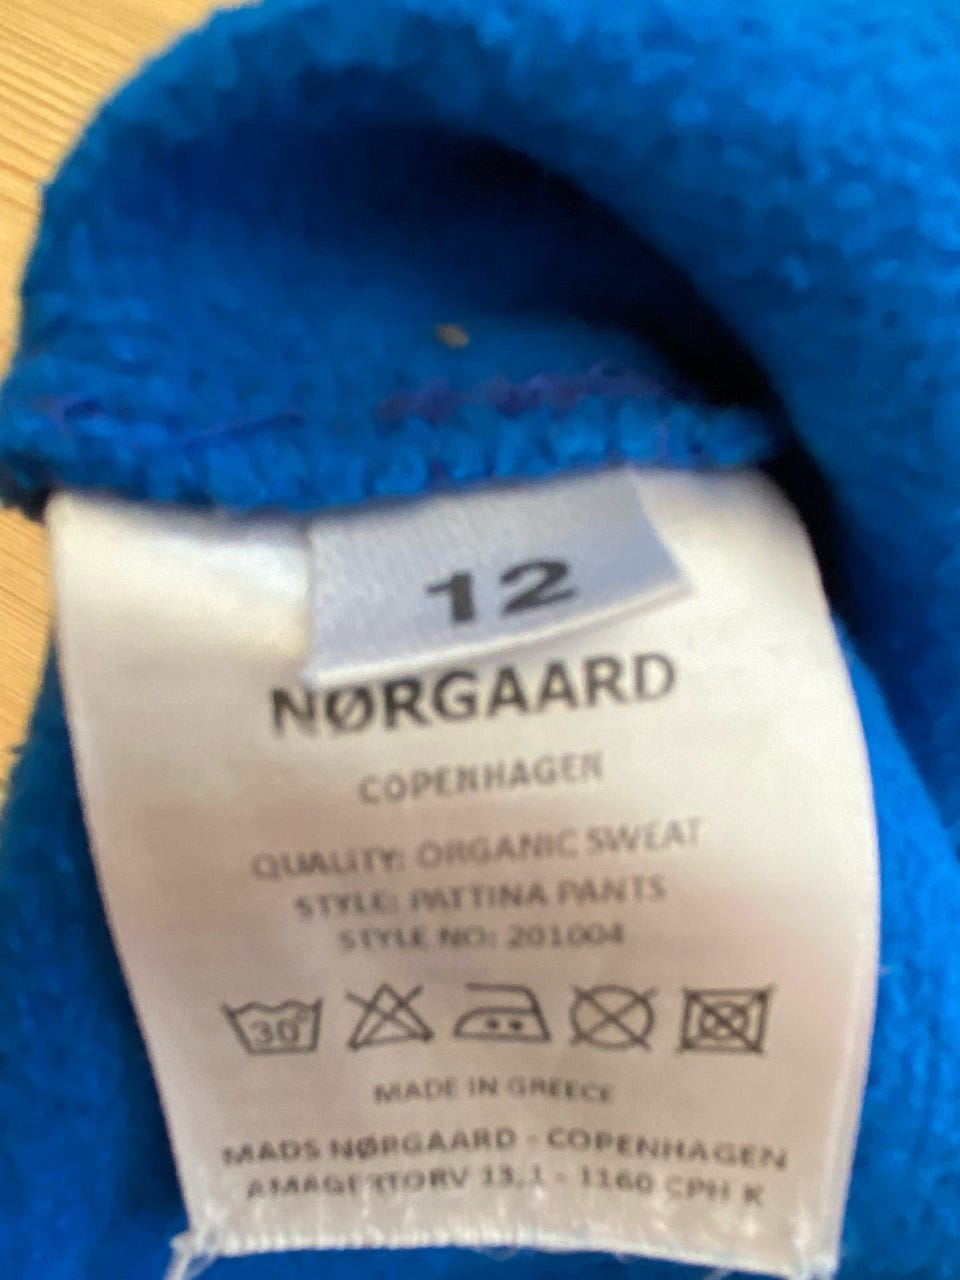 12
NØRGAARD
COPENHAGEN
QUALITY: ORGANIC SWEAT
STYLE: PATTINA PANTS
STYLE NO: 201004
30°
MADE IN GREECE
MADS NØRGAARD - COPENHAGEN
AMAGERTORV 13,1 - 1160 CPH K